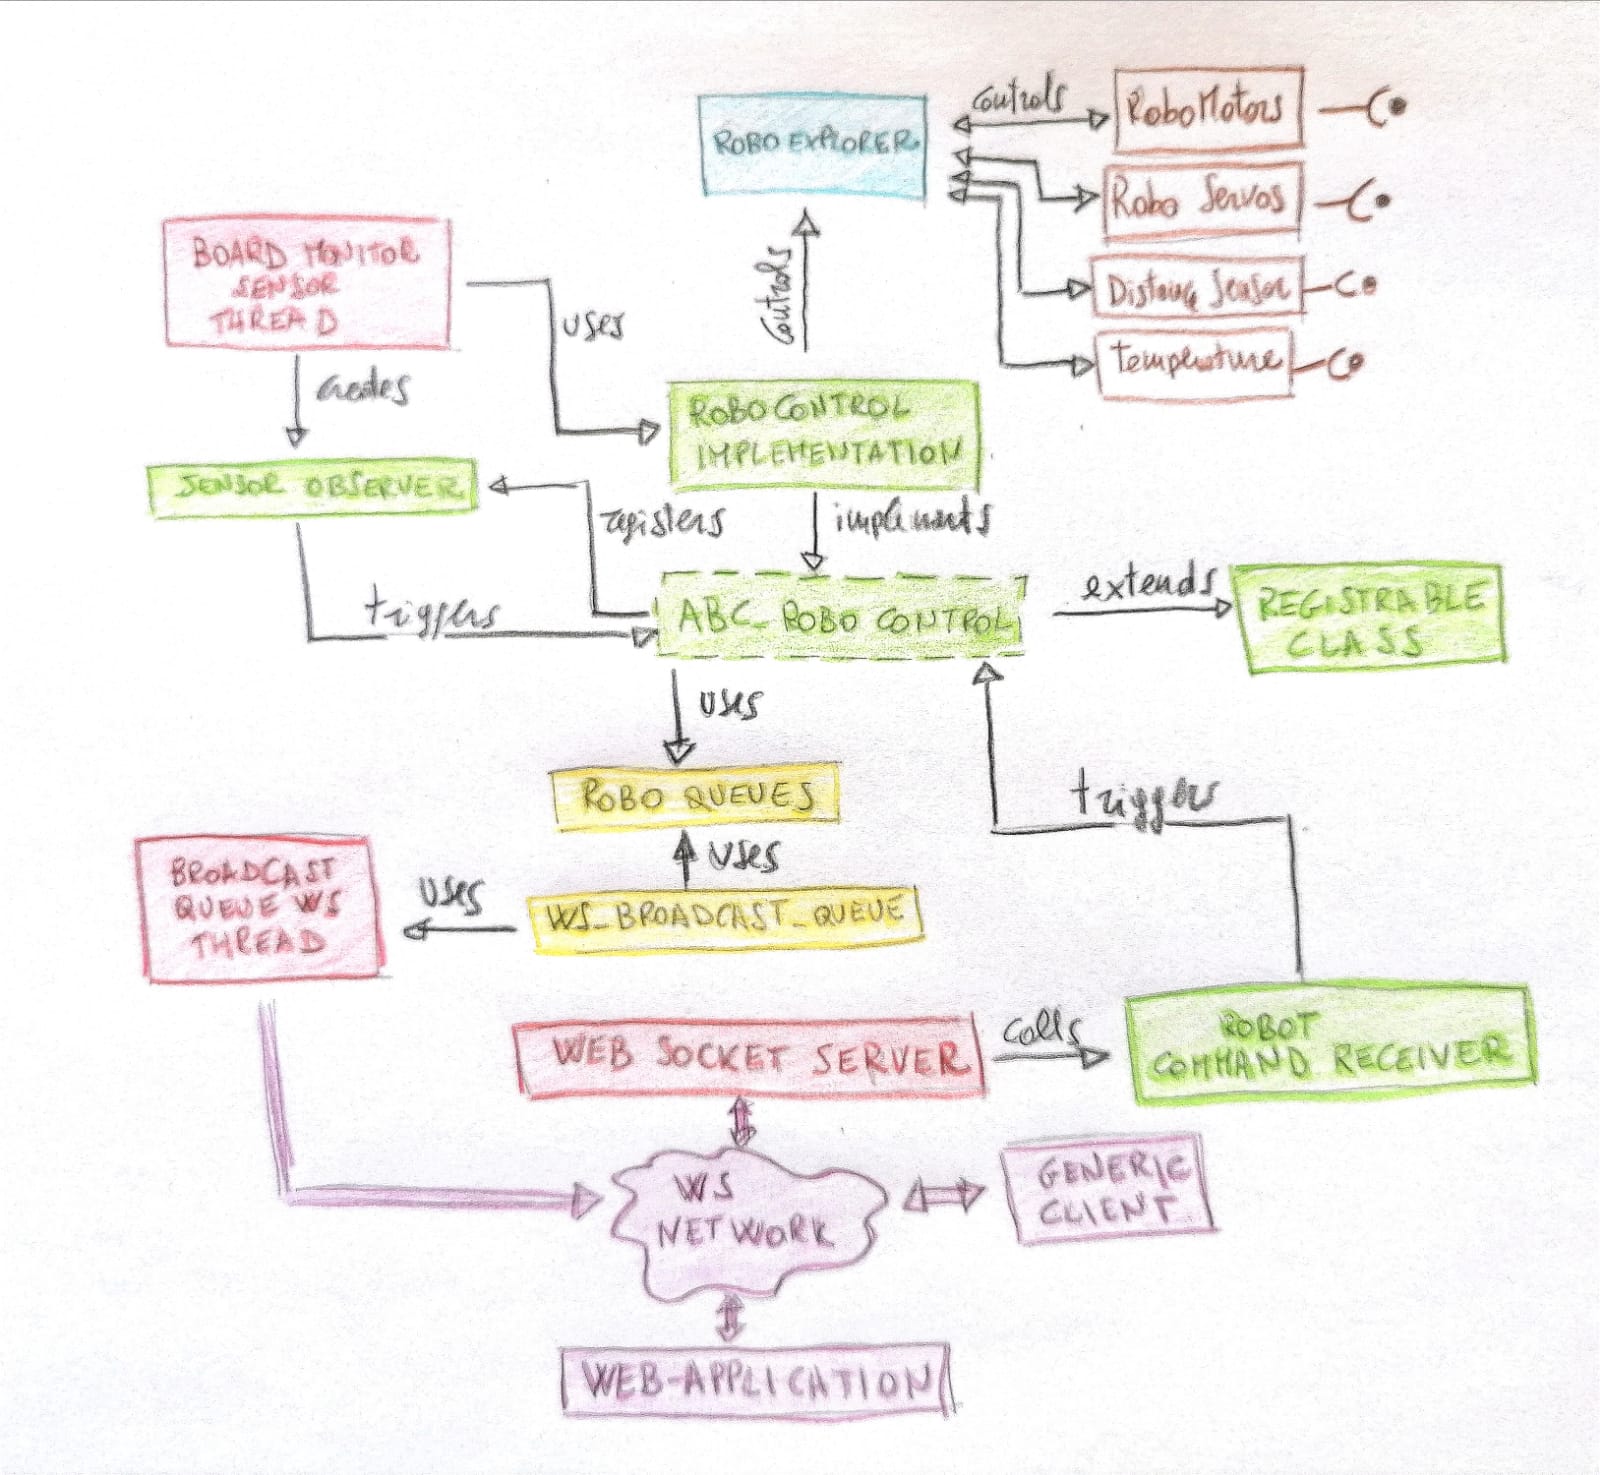 controls
RoboMotors
ROBO EXPLORER
Robo Servos
BOARD MONITOR
SENSOR
THREAD
controls
Distance Sensor
uses
Temperature
creates
ROBO CONTROL
IMPLEMENTATION
SENSOR OBSERVER
registers
implements
triggers
ABC_ROBO CONTROL
extends
REGISTRABLE
CLASS
uses
ROBO QUEUES
triggers
BROADCAST
QUEUE WS
THREAD
uses
uses
WS_BROADCAST_QUEUE
WEB SOCKET SERVER
calls
ROBOT
COMMAND RECEIVER
WS
NETWORK
GENERIC
CLIENT
WEB-APPLICATION